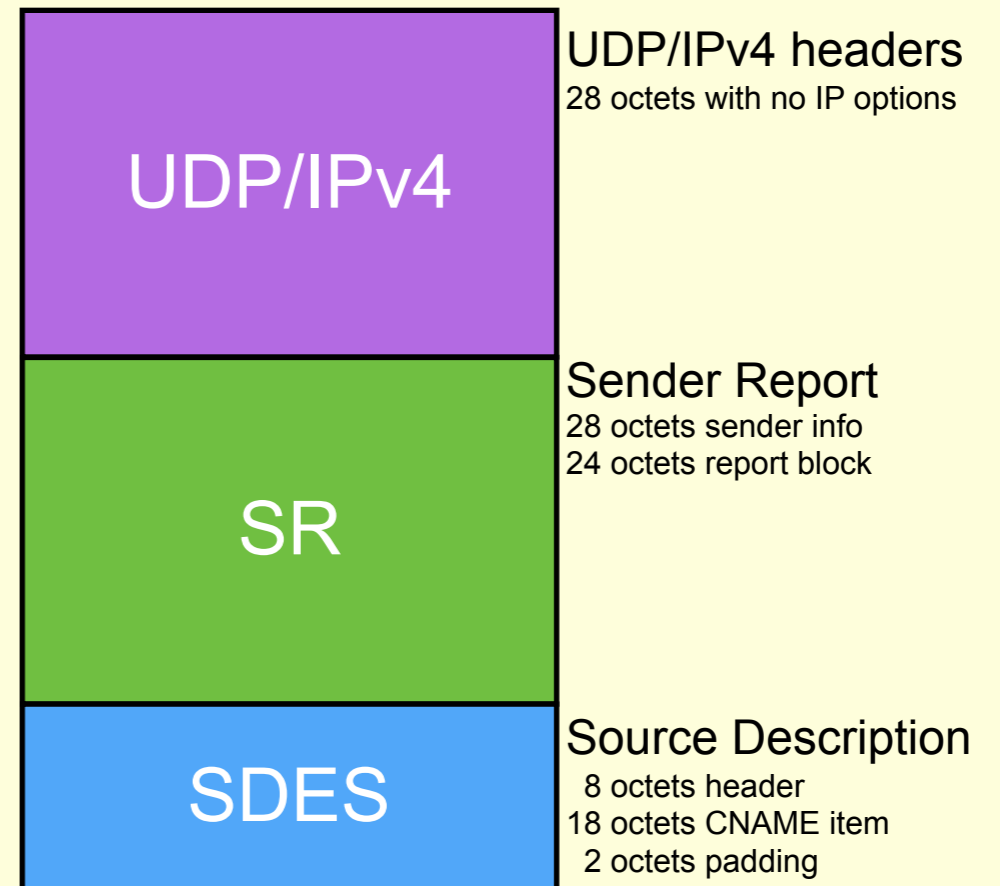 UDP/IPv4
UDP/IPv4 headers
28 octets with no IP options
SR
Sender Report
28 octets sender info
24 octets report block
SDES
Source Description
8 octets header
18 octets CNAME item
2 octets padding